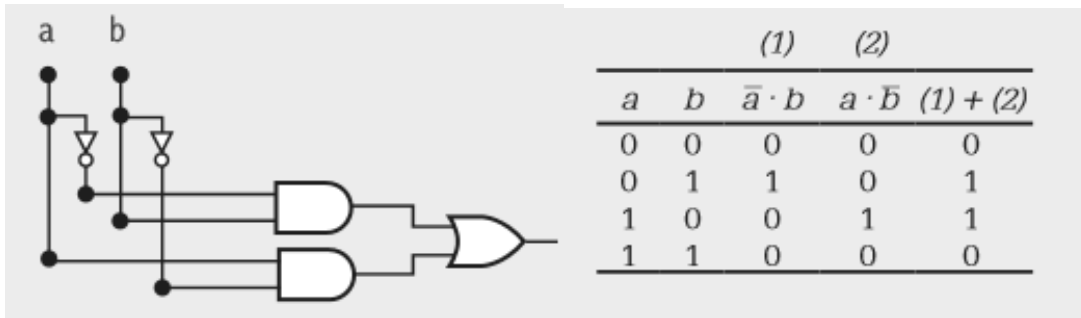 a b
(1) (2)
a b a̅ · b a · b̅ (1) + (2)
0 0 0 0 0
0 1 1 0 1
1 0 0 1 1
1 1 0 0 0